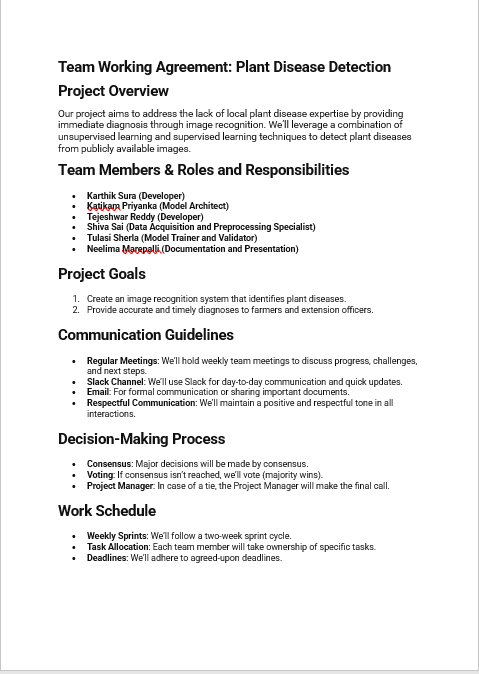 Team Working Agreement: Plant Disease Detection
Project Overview
Our project aims to address the lack of local plant disease expertise by providing
immediate diagnosis through image recognition. We'll leverage a combination of
unsupervised learning and supervised learning techniques to detect plant diseases
from publicly available images.
Team Members & Roles and Responsibilities
• Karthik Sura (Developer)
• Katikam Priyanka (Model Architect)
• Tejeshwar Reddy (Developer)
• Shiva Sai (Data Acquisition and Preprocessing Specialist)
• Tulasi Sherla (Model Trainer and Validator)
• Neelima Marepalli (Documentation and Presentation)
Project Goals
1. Create an image recognition system that identifies plant diseases.
2. Provide accurate and timely diagnoses to farmers and extension officers.
Communication Guidelines
• Regular Meetings: We'll hold weekly team meetings to discuss progress, challenges,
and next steps.
• Slack Channel: We'll use Slack for day-to-day communication and quick updates.
• Email: For formal communication or sharing important documents.
• Respectful Communication: We'll maintain a positive and respectful tone in all
interactions.
Decision-Making Process
• Consensus: Major decisions will be made by consensus.
• Voting: If consensus isn't reached, we'll vote (majority wins).
• Project Manager: In case of a tie, the Project Manager will make the final call.
Work Schedule
• Weekly Sprints: We'll follow a two-week sprint cycle.
• Task Allocation: Each team member will take ownership of specific tasks.
• Deadlines: We'll adhere to agreed-upon deadlines.